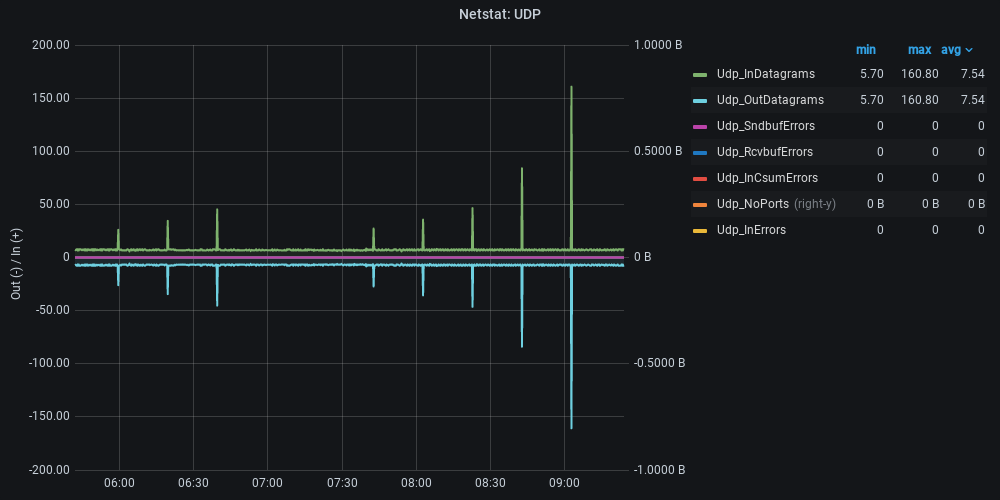 Netstat: UDP
200.00
150.00
100.00
50.00
0
-50.00
-100.00
-150.00
-200.00
Out (-) / In (+)
1.0000 B
0.5000 B
0 B
-0.5000 B
-1.0000 B
06:00 06:30 07:00 07:30 08:00 08:30 09:00
min max avg
Udp_InDatagrams 5.70 160.80 7.54
Udp_OutDatagrams 5.70 160.80 7.54
Udp_SndbufErrors 0 0 0
Udp_RcvbufErrors 0 0 0
Udp_InCsumErrors 0 0 0
Udp_NoPorts (right-y) 0 B 0 B 0 B
Udp_InErrors 0 0 0